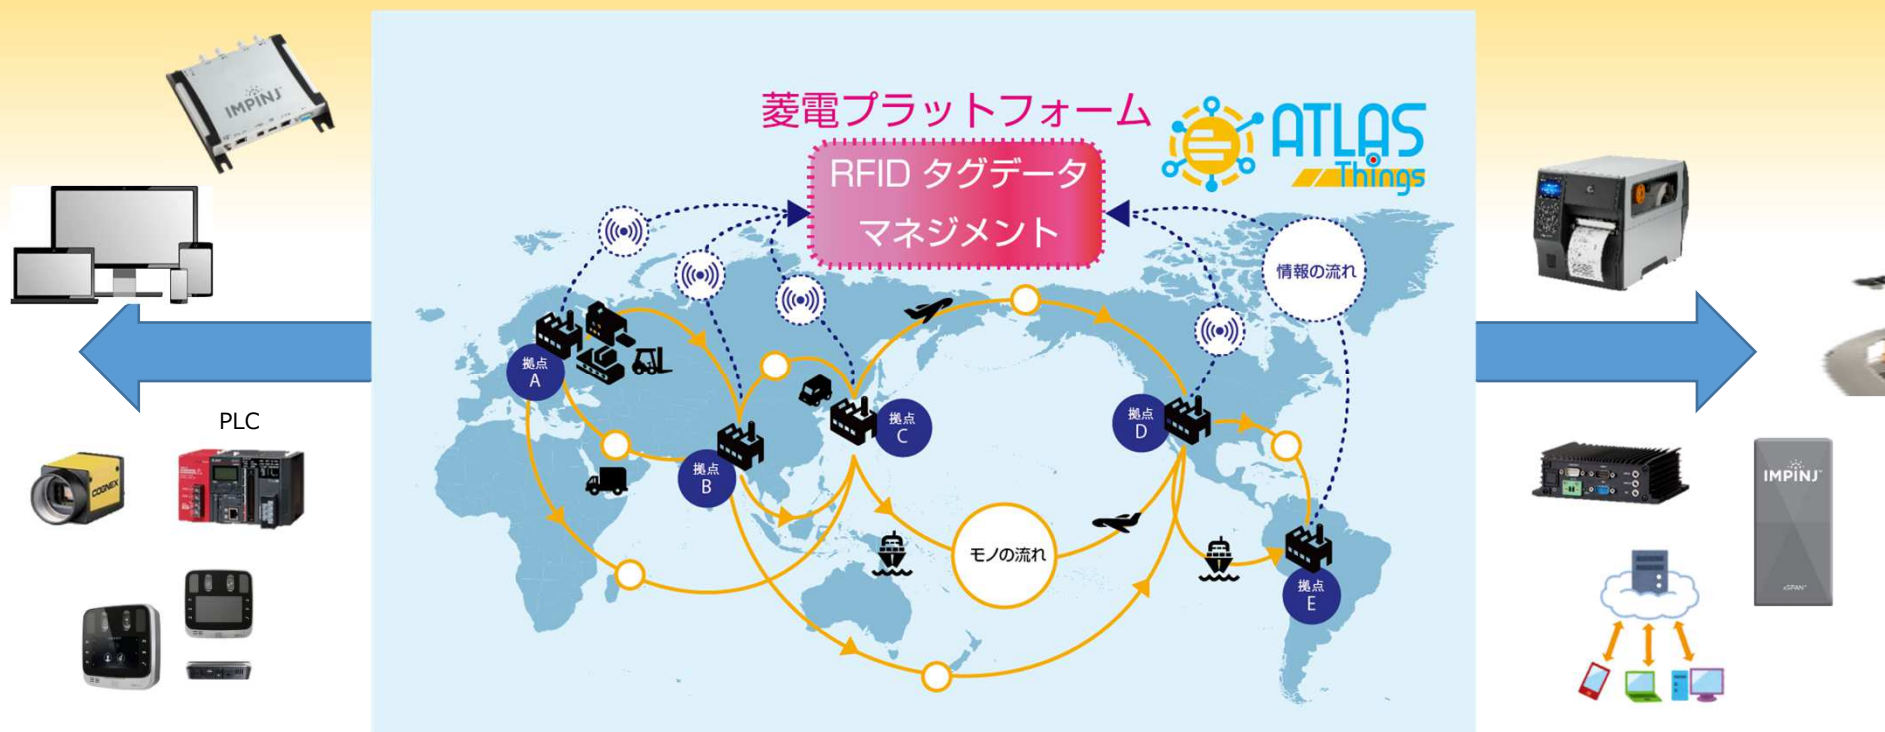 IMPINJ
PLC
COGNEX
菱電プラットフォーム
RFID タグデータ
マネジメント
ATLAS
Things
情報の流れ
拠点
A
拠点
B
拠点
C
拠点
D
モノの流れ
拠点
E
IMPINJ
xSPAN